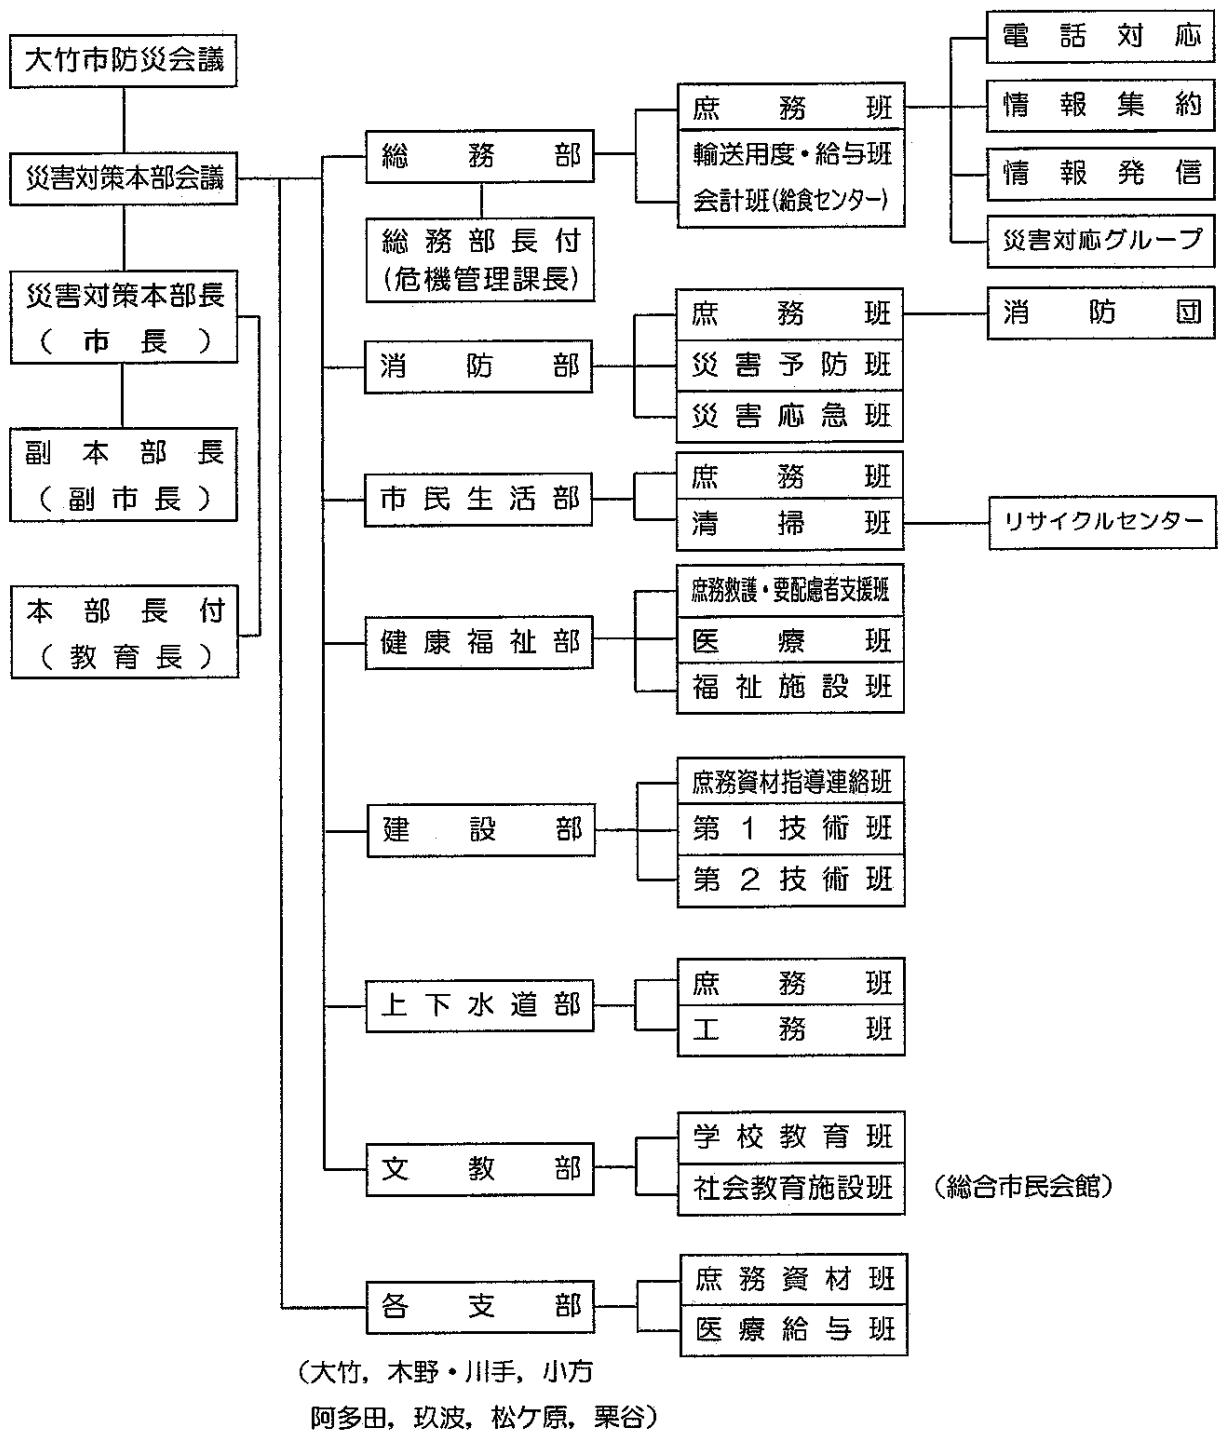 大竹市防災会議
災害対策本部会議
災害対策本部長
(市長)
副本部長
(副市長)
本部長付
(教育長)
総務部
総務部長付
(危機管理課長)
庶務班
輸送用度・給与班
会計班(給食センター)
電話対応
情報集約
情報発信
災害対応グループ
消防部
庶務班
災害予防班
災害応急班
消防団
市民生活部
庶務班
清掃班
リサイクルセンター
健康福祉部
庶務救護・要配慮者支援班
医療班
福祉施設班
建設部
庶務資材指導連絡班
第1技術班
第2技術班
上下水道部
庶務班
工務班
文教部
学校教育班
社会教育施設班
(総合市民会館)
各支部
庶務資材班
医療給与班
(大竹,木野・川手,小方
阿多田,玖波,松ケ原,栗谷)